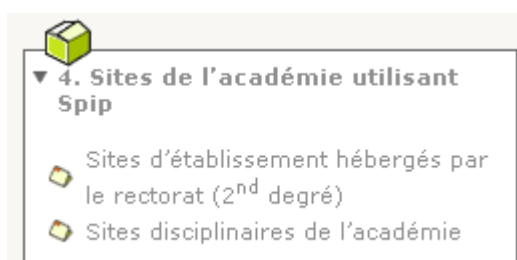 ▼ 4. Sites de l'académie utilisant
Spip
Sites d'établissement hébergés par
le rectorat (2nd degré)
Sites disciplinaires de l'académie